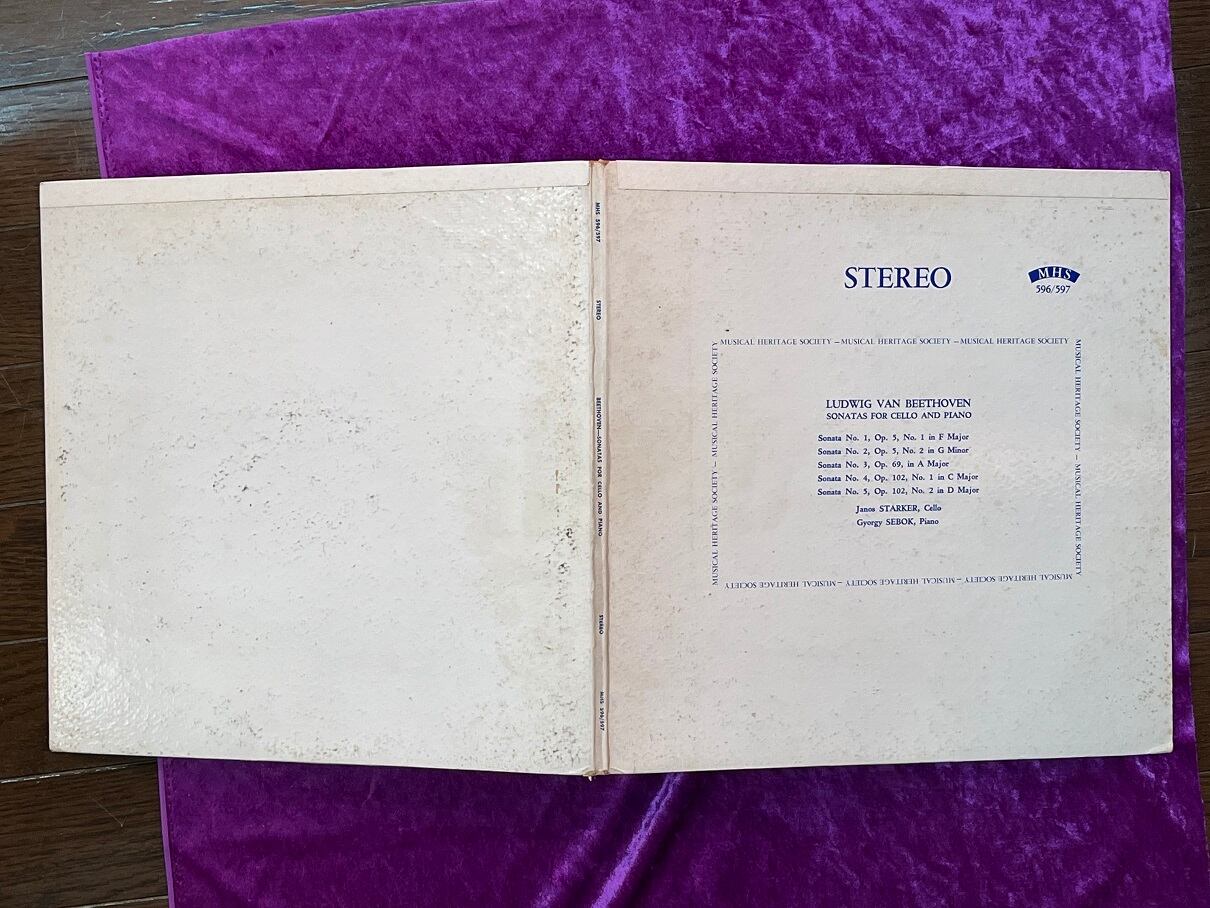 MHS 596/597
STEREO
BEETHOVEN—SONATAS FOR CELLO AND PIANO
STEREO
MHS 596/597
STEREO
MHS
596/597
MUSICAL HERITAGE SOCIETY — MUSICAL HERITAGE SOCIETY — MUSICAL HERITAGE SOCIETY
MUSICAL HERITAGE SOCIETY — MUSICAL HERITAGE SOCIETY
MUSICAL HERITAGE SOCIETY — MUSICAL HERITAGE SOCIETY — MUSICAL HERITAGE SOCIETY
MUSICAL HERITAGE SOCIETY — MUSICAL HERITAGE SOCIETY
LUDWIG VAN BEETHOVEN
SONATAS FOR CELLO AND PIANO
Sonata No. 1, Op. 5, No. 1 in F Major
Sonata No. 2, Op. 5, No. 2 in G Minor
Sonata No. 3, Op. 69, in A Major
Sonata No. 4, Op. 102, No. 1 in C Major
Sonata No. 5, Op. 102, No. 2 in D Major
Janos STARKER, Cello
Gyorgy SEBOK, Piano